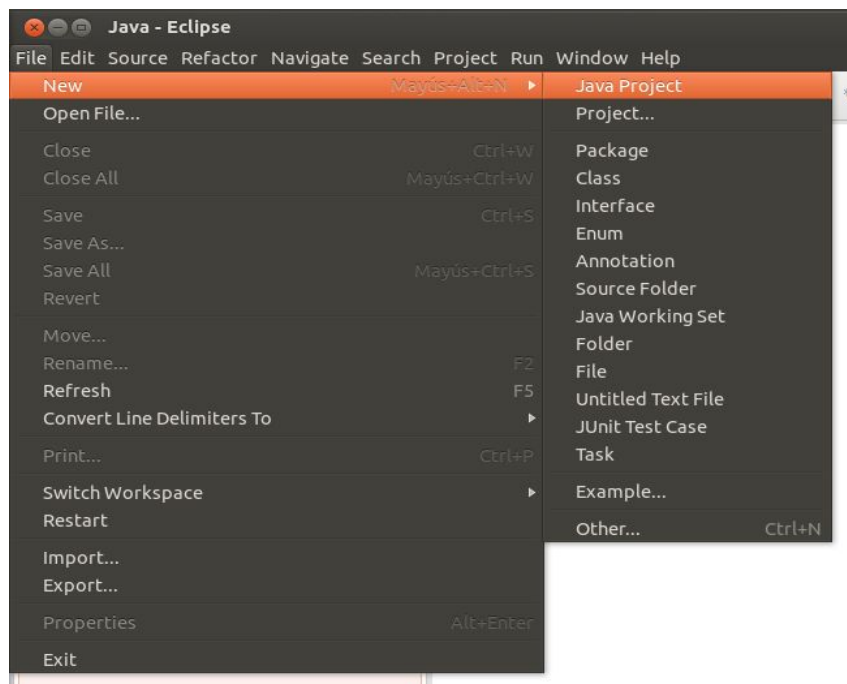 Java - Eclipse
File Edit Source Refactor Navigate Search Project Run Window Help
New Mayús+Alt+N
Open File...
Close Ctrl+W
Close All Mayús+Ctrl+W
Save Ctrl+S
Save As...
Save All Mayús+Ctrl+S
Revert
Move...
Rename... F2
Refresh F5
Convert Line Delimiters To
Print... Ctrl+P
Switch Workspace
Restart
Import...
Export...
Properties Alt+Enter
Exit
Java Project
Project...
Package
Class
Interface
Enum
Annotation
Source Folder
Java Working Set
Folder
File
Untitled Text File
JUnit Test Case
Task
Example...
Other... Ctrl+N